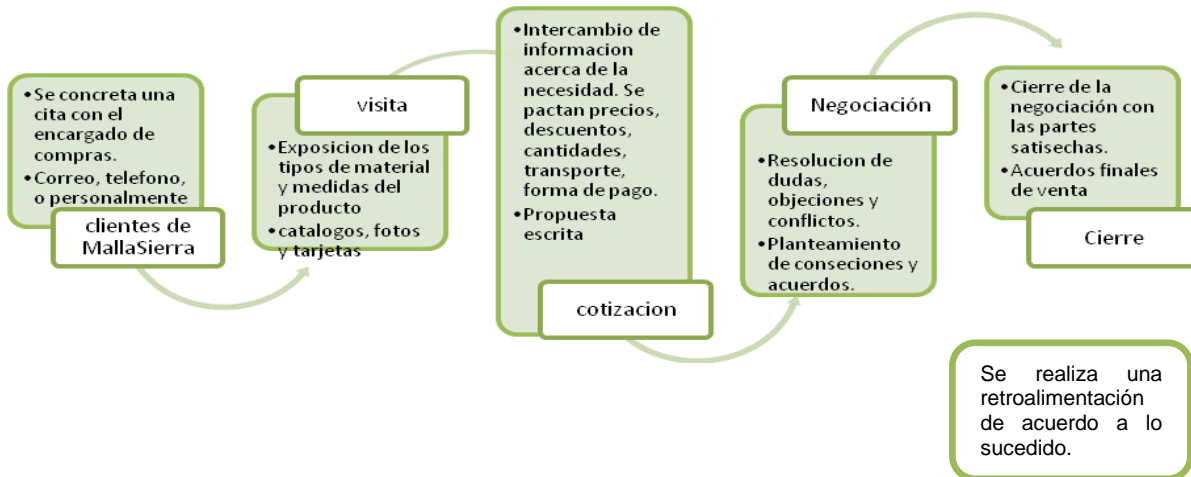 •Se concreta una
cita con el
encargado de
compras.
•Correo, telefono,
o personalmente
clientes de
MallaSierra
visita
•Exposicion de los
tipos de material
y medidas del
producto
•catalogos, fotos
y tarjetas
•Intercambio de
informacion
acerca de la
necesidad. Se
pactan precios,
descuentos,
cantidades,
transporte,
forma de pago.
•Propuesta
escrita
cotizacion
Negociación
•Resolucion de
dudas,
objeciones y
conflictos.
•Planteamiento
de conseciones y
acuerdos.
•Cierre de la
negociación con
las partes
satisechas.
•Acuerdos finales
de venta
Cierre
Se realiza una
retroalimentación
de acuerdo a lo
sucedido.